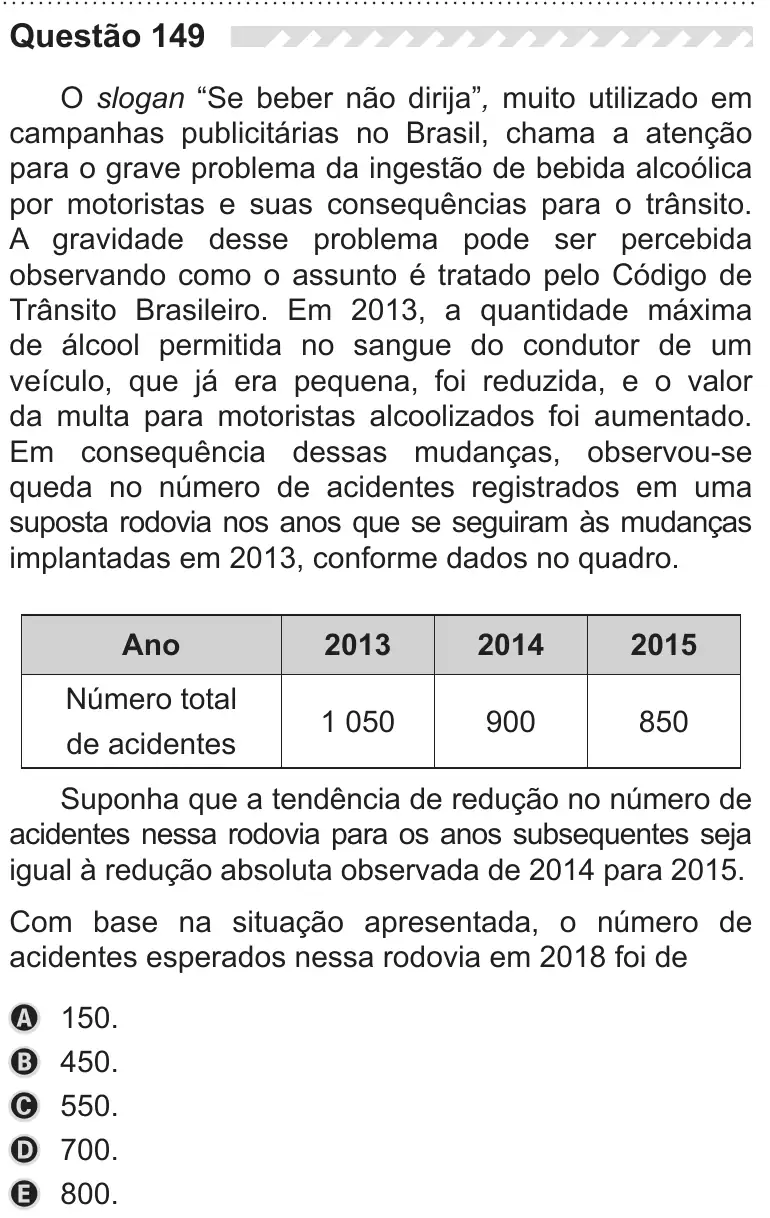 Questão 149
O slogan “Se beber não dirija”, muito utilizado em
campanhas publicitárias no Brasil, chama a atenção
para o grave problema da ingestão de bebida alcoólica
por motoristas e suas consequências para o trânsito.
A gravidade desse problema pode ser percebida
observando como o assunto é tratado pelo Código de
Trânsito Brasileiro. Em 2013, a quantidade máxima
de álcool permitida no sangue do condutor de um
veículo, que já era pequena, foi reduzida, e o valor
da multa para motoristas alcoolizados foi aumentado.
Em consequência dessas mudanças, observou-se
queda no número de acidentes registrados em uma
suposta rodovia nos anos que se seguiram às mudanças
implantadas em 2013, conforme dados no quadro.
Ano 2013 2014 2015
Número total
de acidentes 1 050 900 850
Suponha que a tendência de redução no número de
acidentes nessa rodovia para os anos subsequentes seja
igual à redução absoluta observada de 2014 para 2015.
Com base na situação apresentada, o número de
acidentes esperados nessa rodovia em 2018 foi de
A 150.
B 450.
C 550.
D 700.
E 800.